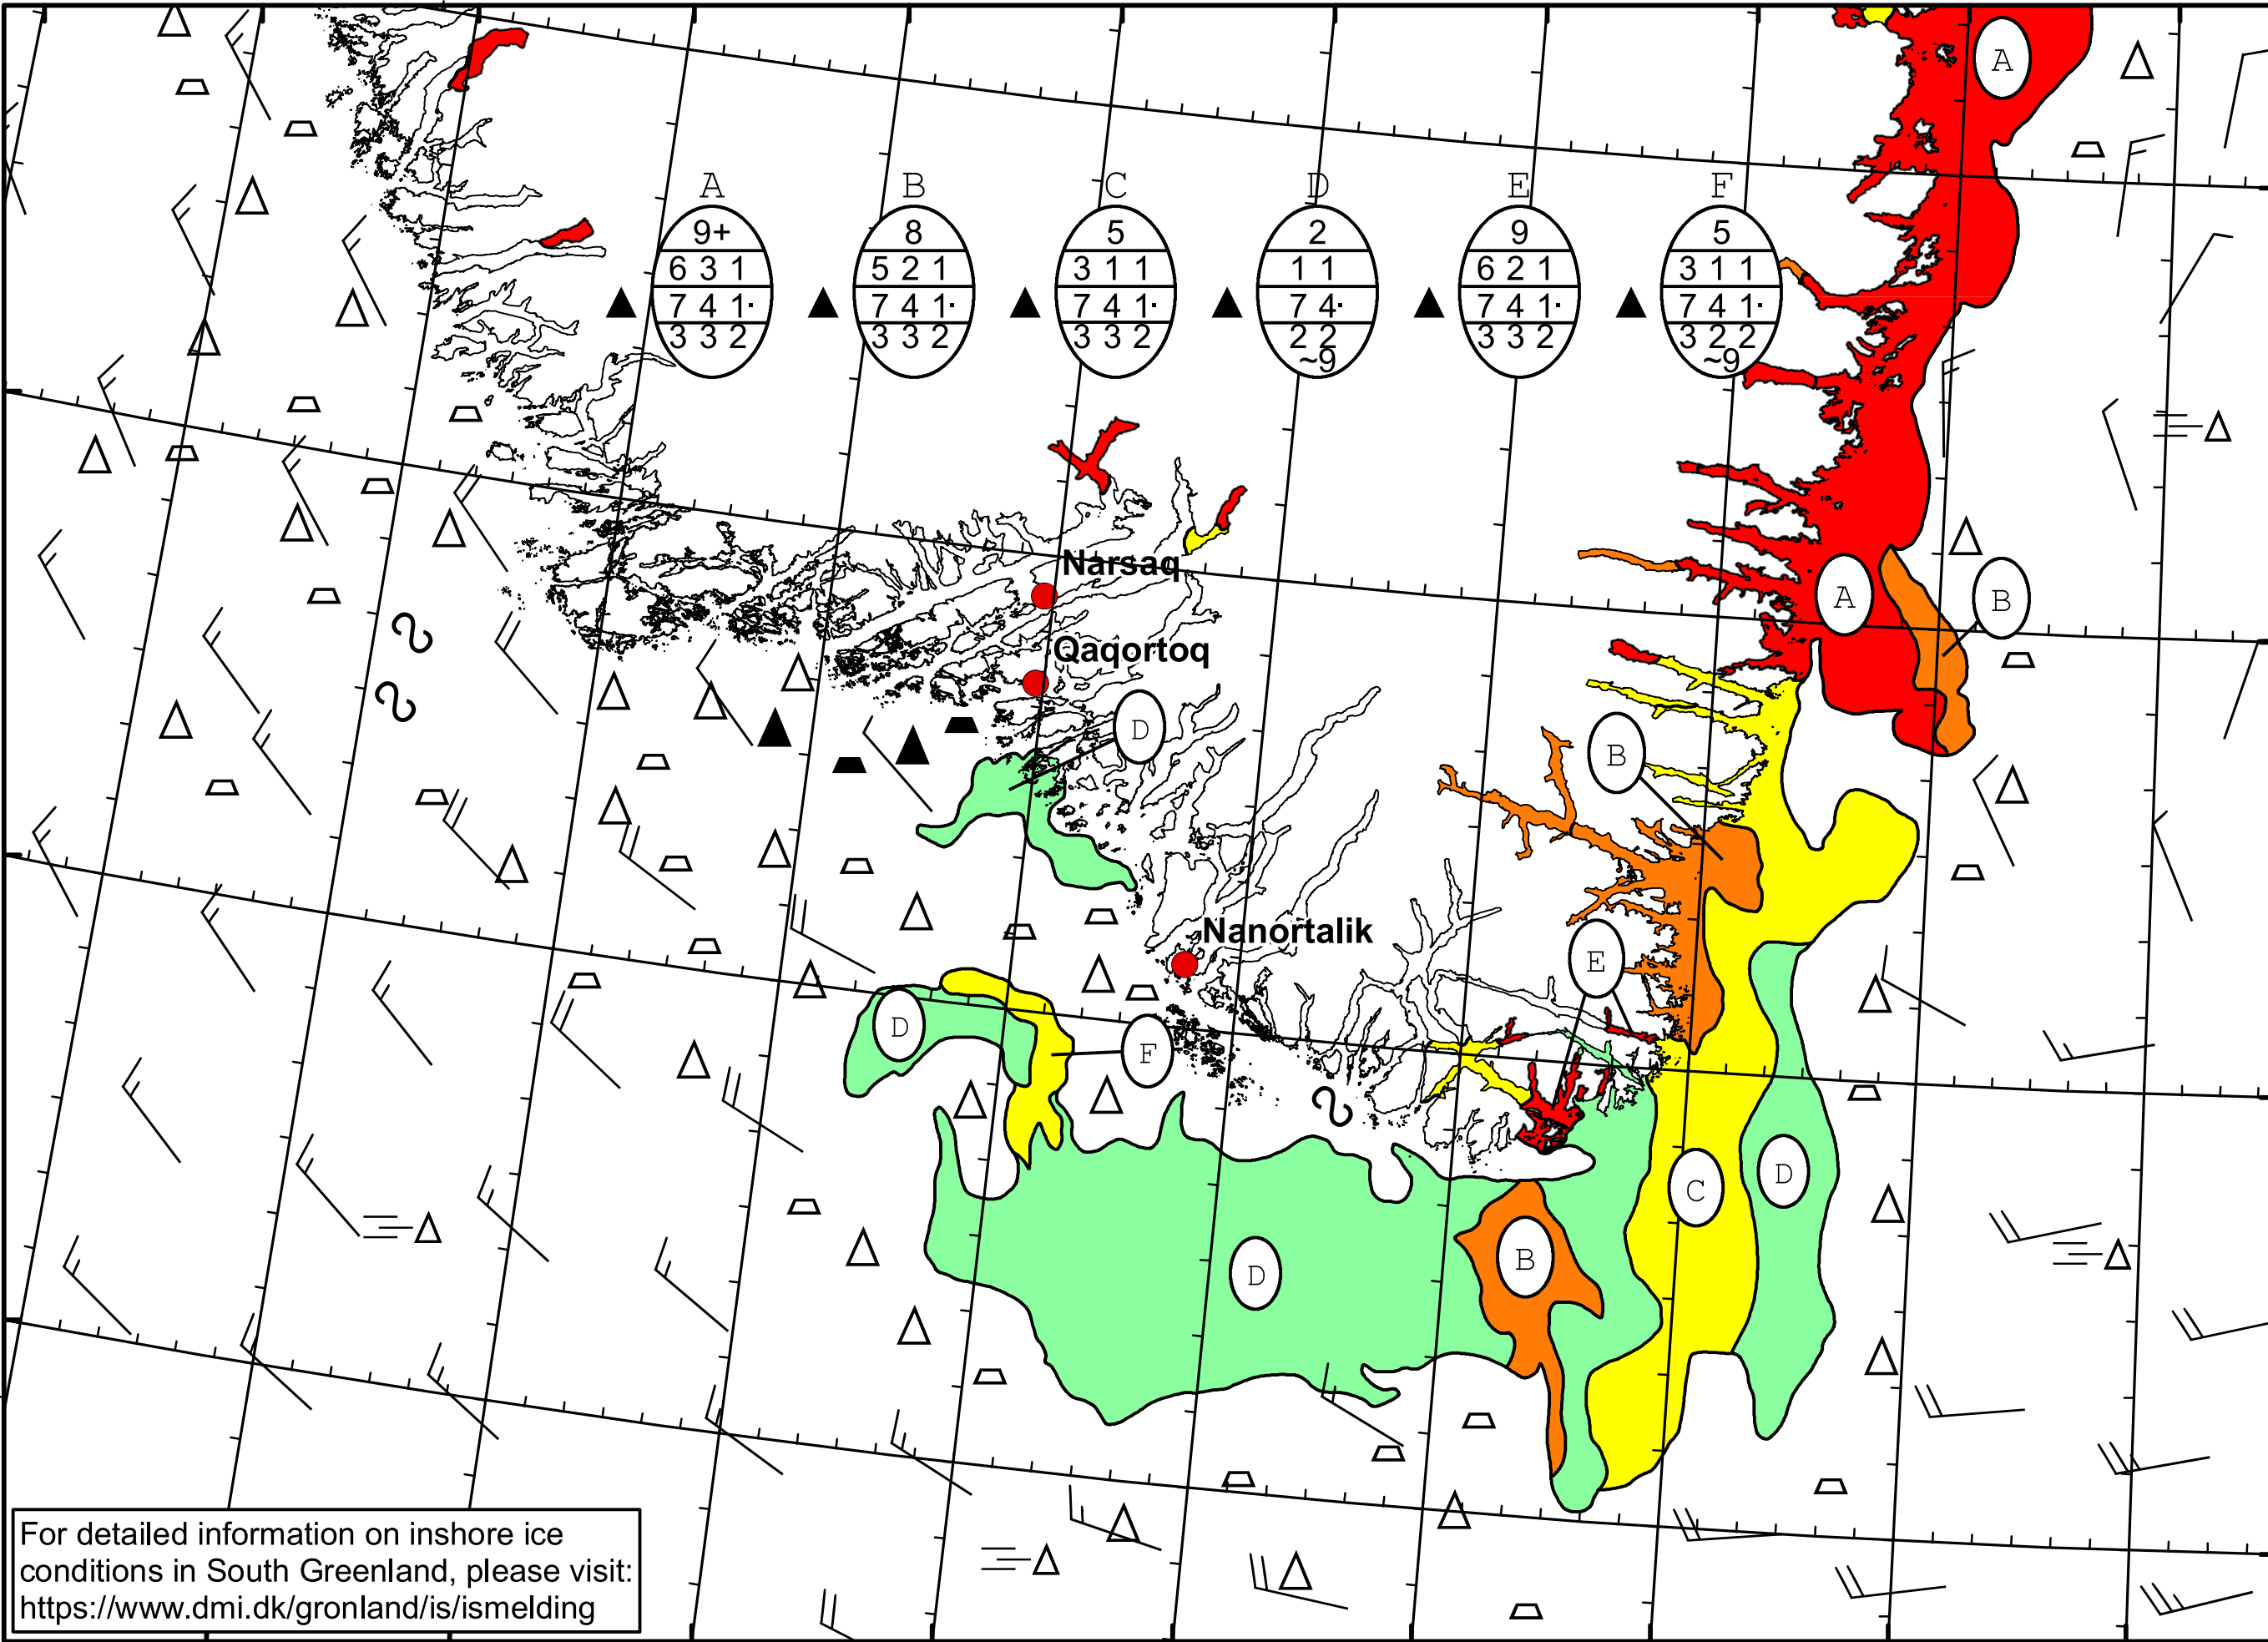 A
A B C D E F
9+ 8 5 2 9 5
6 3 1 5 2 1 3 1 1 1 1 6 2 1 3 1 1
7 4 1· 7 4 1· 7 4 1· 7 4· 7 4 1· 7 4 1·
3 3 2 3 3 2 3 3 2 2 2 3 3 2 3 2 2
~9 ~9
Narsaq
A
B
Qaqortoq
D
B
Nanortalik
E
D
F
D
C
B
D
For detailed information on inshore ice
conditions in South Greenland, please visit:
https://www.dmi.dk/gronland/is/ismelding